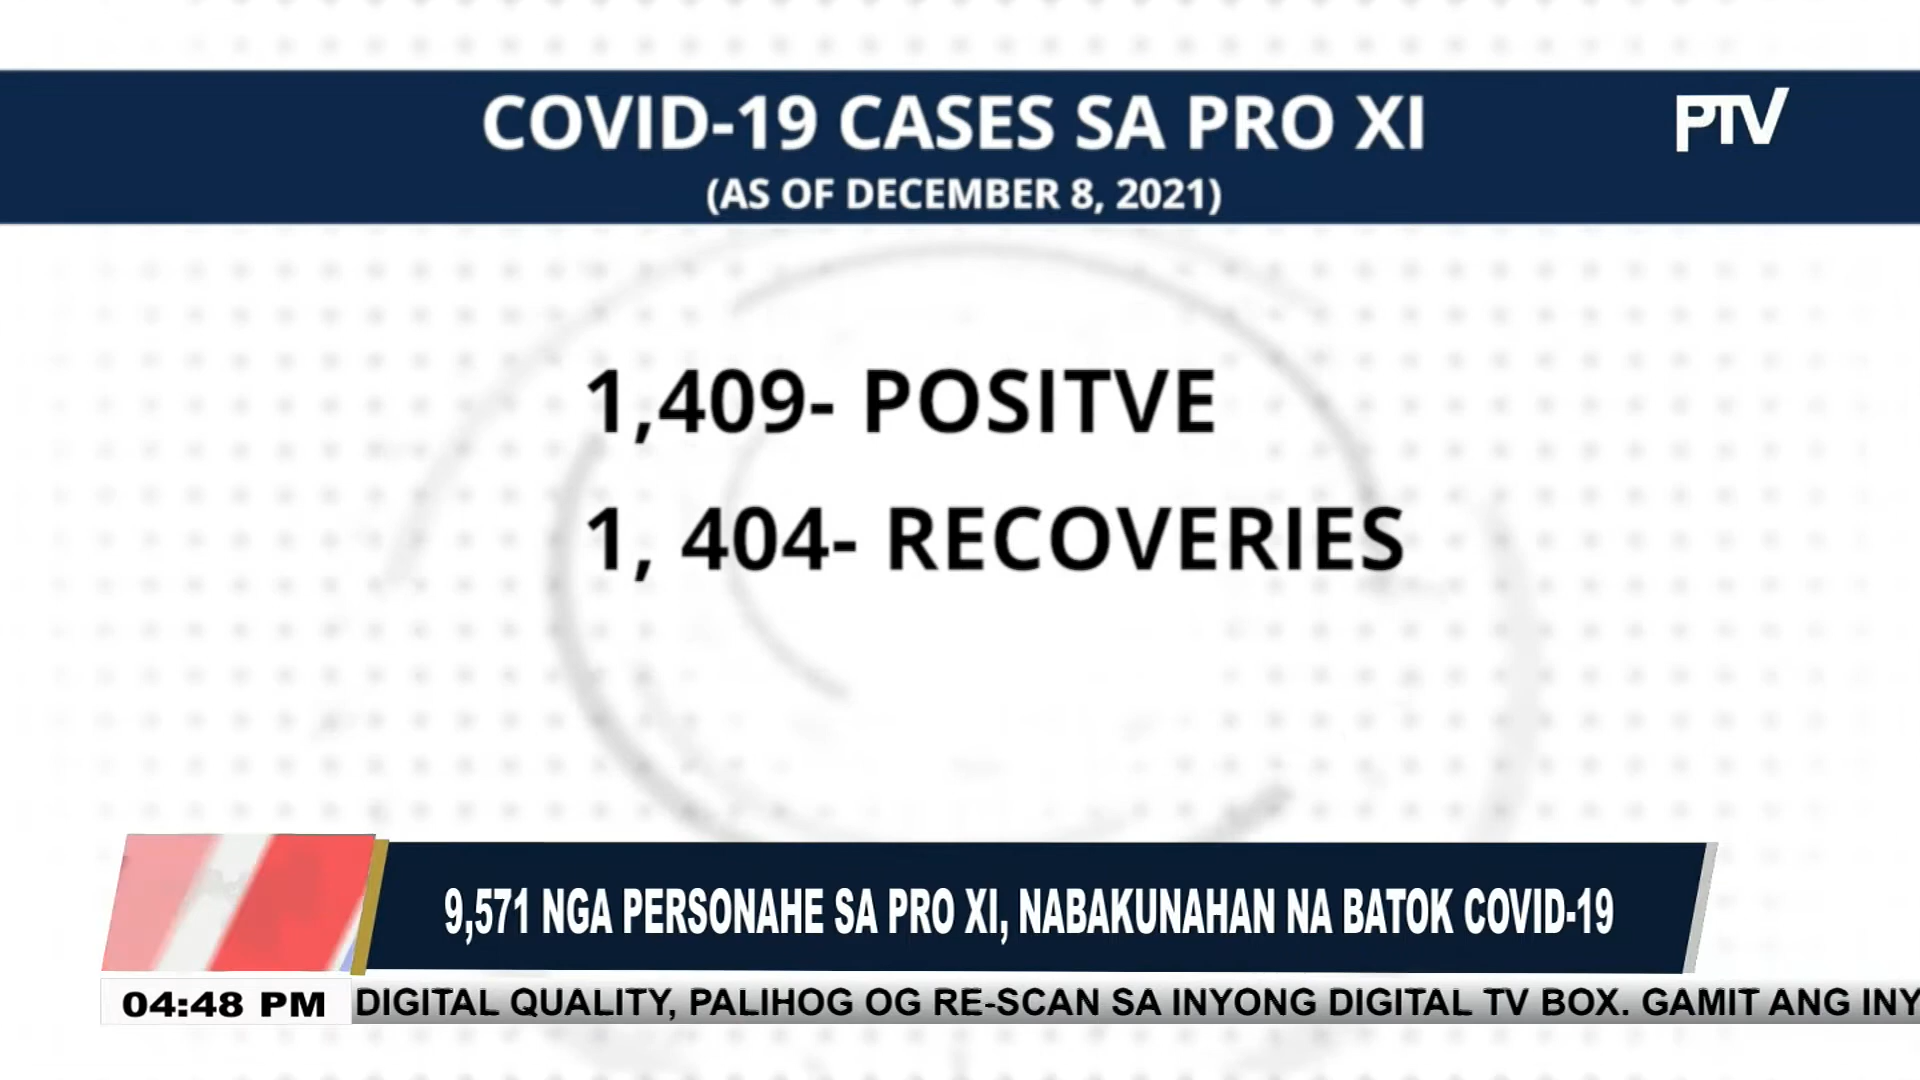 COVID-19 CASES SA PRO XI
PTV
(AS OF DECEMBER 8, 2021)
1,409- POSITVE
1, 404- RECOVERIES
9,571 NGA PERSONAHE SA PRO XI, NABAKUNAHAN NA BATOK COVID-19
04:48 PM
DIGITAL QUALITY, PALIHOG OG RE-SCAN SA INYONG DIGITAL TV BOX. GAMIT ANG INY